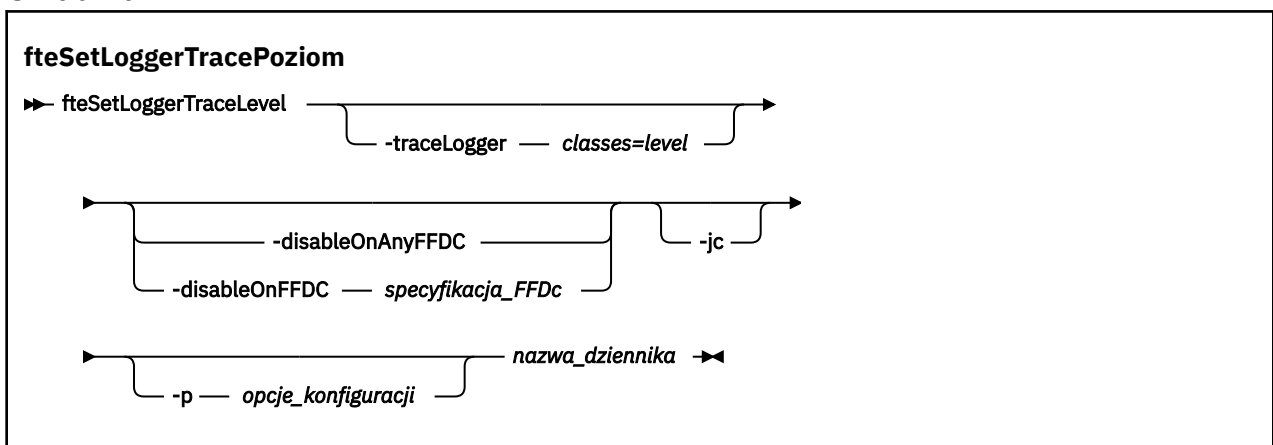 fteSetLoggerTracePoziom
fteSetLoggerTraceLevel
-traceLogger classes=level
-disableOnAnyFFDC
-jc
-disableOnFFDC specyfikacja_FFDc
nazwa_dziennika
-p opcje_konfiguracji